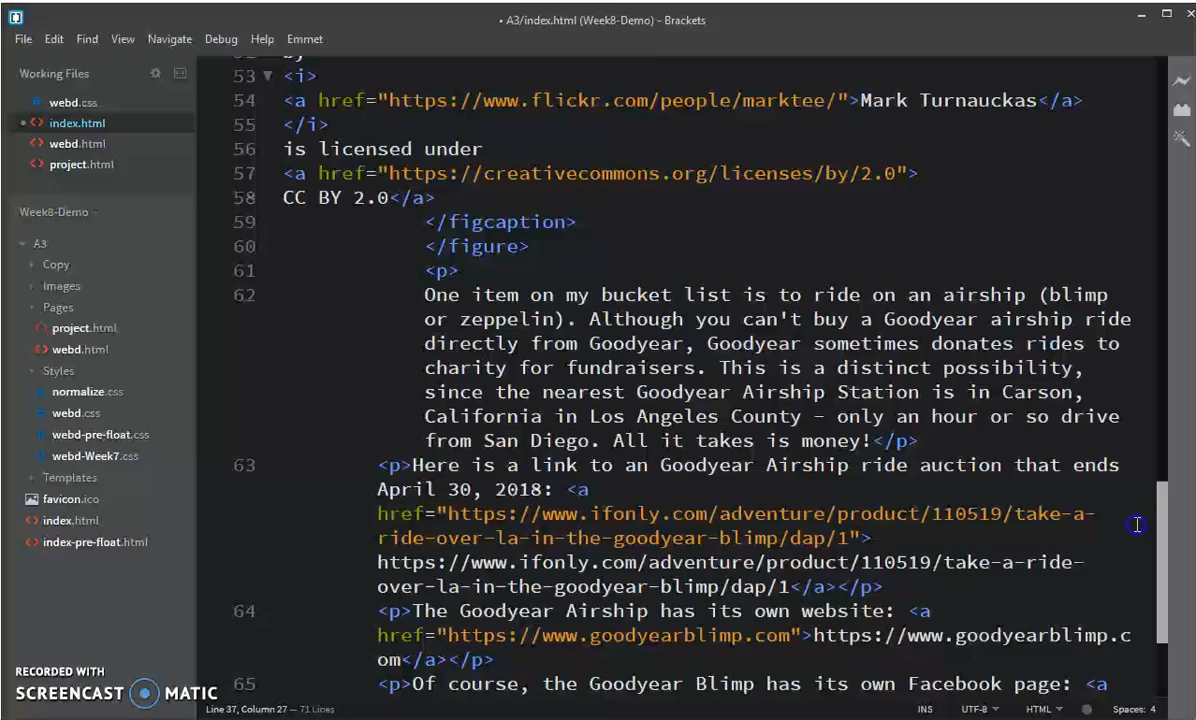 • A3/index.html (Week8-Demo) - Brackets
File Edit Find View Navigate Debug Help Emmet
Working Files
webd.css
• index.html
webd.html
project.html
Week8-Demo
A3
Copy
Images
Pages
project.html
webd.html
Styles
normalize.css
webd.css
webd-pre-float.css
webd-Week7.css
Templates
favicon.ico
index.html
index-pre-float.html
RECORDED WITH
SCREENCAST MATIC
by
53 <i>
54 <a href="https://www.flickr.com/people/marktee/">Mark Turnauckas</a>
55 </i>
56 is licensed under
57 <a href="https://creativecommons.org/licenses/by/2.0">
58 CC BY 2.0</a>
59 </figcaption>
60 </figure>
61 <p>
62 One item on my bucket list is to ride on an airship (blimp
or zeppelin). Although you can't buy a Goodyear airship ride
directly from Goodyear, Goodyear sometimes donates rides to
charity for fundraisers. This is a distinct possibility,
since the nearest Goodyear Airship Station is in Carson,
California in Los Angeles County - only an hour or so drive
from San Diego. All it takes is money!</p>
63 <p>Here is a link to an Goodyear Airship ride auction that ends
April 30, 2018: <a
href="https://www.ifonly.com/adventure/product/110519/take-a-
ride-over-la-in-the-goodyear-blimp/dap/1">
https://www.ifonly.com/adventure/product/110519/take-a-ride-
over-la-in-the-goodyear-blimp/dap/1</a></p>
64 <p>The Goodyear Airship has its own website: <a
href="https://www.goodyearblimp.com">https://www.goodyearblimp.c
om</a></p>
65 <p>Of course, the Goodyear Blimp has its own Facebook page: <a
Line 37, Column 27 — 71 Lines
INS UTF-8 HTML Spaces: 4